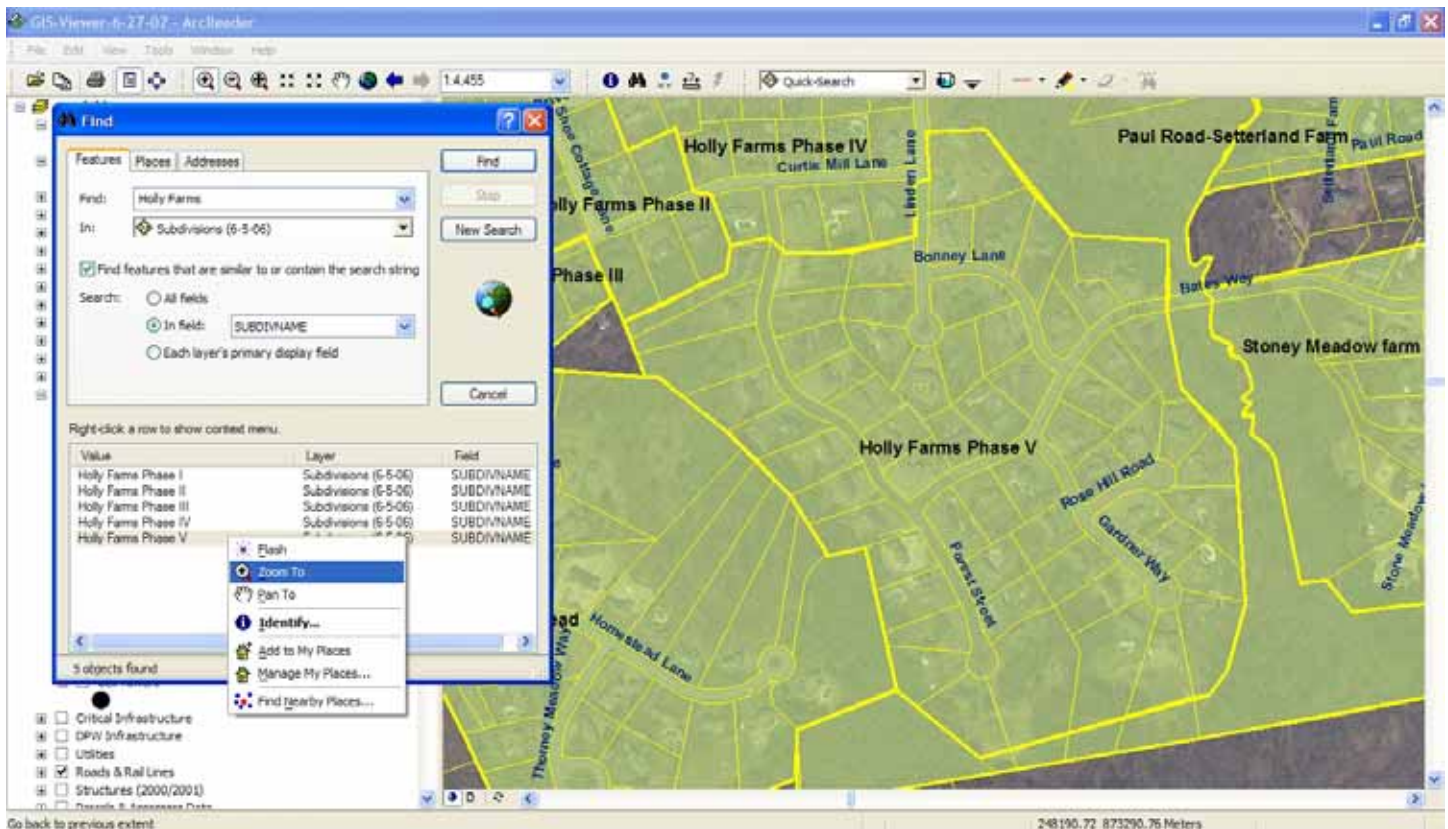 GIS-Viewer-6-27-07 - ArcReader
File Edit View Tools Window Help
1:4,455
Quick-Search
Find
Features Places Addresses
Find
Find: Holly Farms
Stop
In: Subdivisions (6-5-06)
New Search
Find features that are similar to or contain the search string
Search: All fields
In field: SUBDIVNAME
Each layer's primary display field
Cancel
Right-click a row to show context menu.
Value Layer Field
Holly Farms Phase I Subdivisions (6-5-06) SUBDIVNAME
Holly Farms Phase II Subdivisions (6-5-06) SUBDIVNAME
Holly Farms Phase III Subdivisions (6-5-06) SUBDIVNAME
Holly Farms Phase IV Subdivisions (6-5-06) SUBDIVNAME
Holly Farms Phase V SUBDIVNAME
Flash
Zoom To
Pan To
Identify...
Add to My Places
Manage My Places...
Find Nearby Places...
5 objects found
Critical Infrastructure
DPW Infrastructure
Utilities
Roads & Rail Lines
Structures (2000/2001)
Holly Farms Phase IV
Curtis Mill Lane
Linden Lane
Paul Road-Setterland Farm
Paul Road
Shoe Cottage Lane
lly Farms Phase II
Bonney Lane
Phase III
Bates Way
Stoney Meadow farm
Holly Farms Phase V
Rose Hill Road
Gardner Way
Forrest Street
Stone Meadow
ead
Homestead Lane
Thorney Meadow Way
Go back to previous extent
248190.72 873290.76 Meters